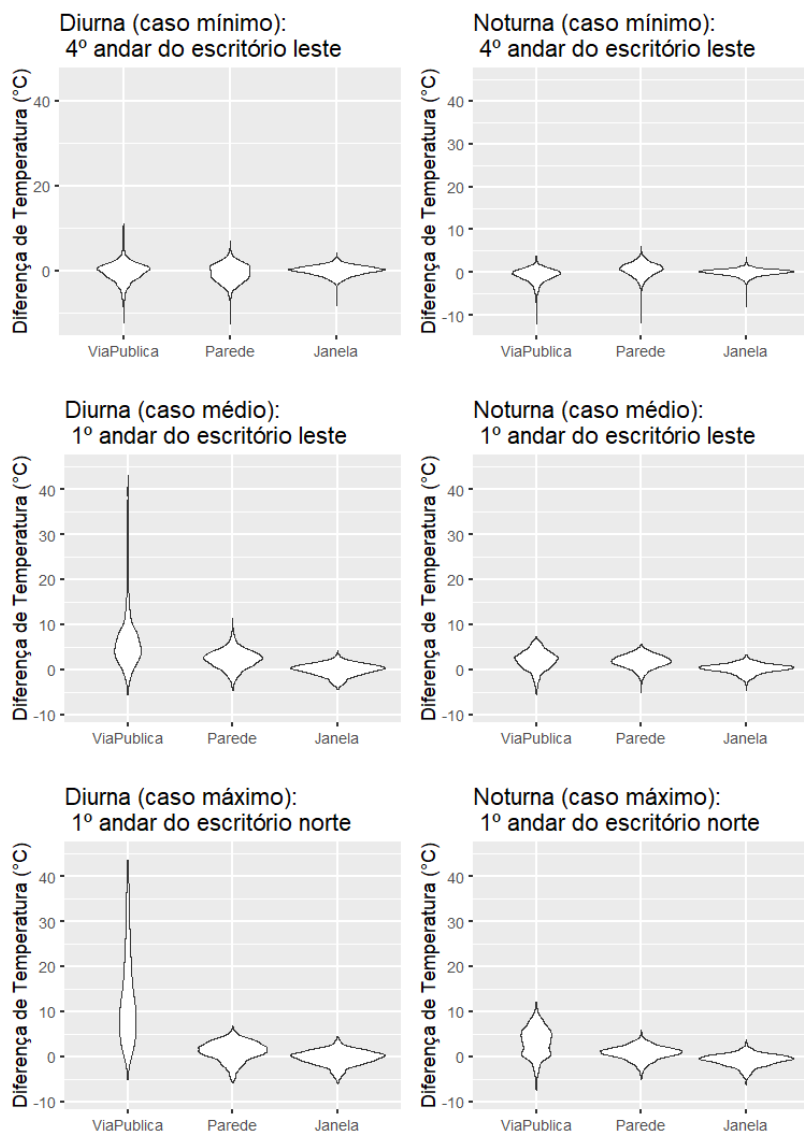 Diurna (caso mínimo):
4º andar do escritório leste
Diferença de Temperatura (°C)
40
20
0
ViaPublica Parede Janela
Noturna (caso mínimo):
4º andar do escritório leste
Diferença de Temperatura (°C)
40
30
20
10
0
-10
ViaPublica Parede Janela
Diurna (caso médio):
1º andar do escritório leste
Diferença de Temperatura (°C)
40
30
20
10
0
-10
ViaPublica Parede Janela
Noturna (caso médio):
1º andar do escritório leste
Diferença de Temperatura (°C)
40
30
20
10
0
-10
ViaPublica Parede Janela
Diurna (caso máximo):
1º andar do escritório norte
Diferença de Temperatura (°C)
40
30
20
10
0
-10
ViaPublica Parede Janela
Noturna (caso máximo):
1º andar do escritório norte
Diferença de Temperatura (°C)
40
30
20
10
0
-10
ViaPublica Parede Janela